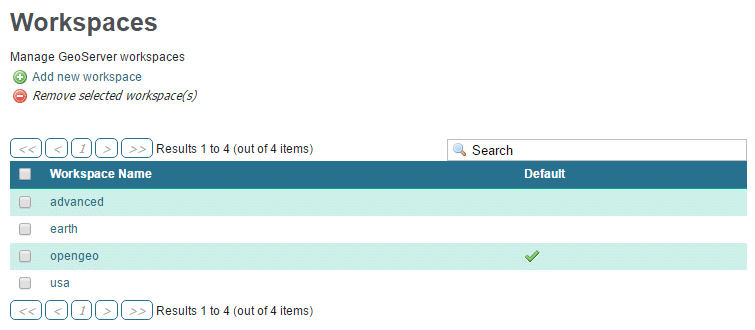 Workspaces
Manage GeoServer workspaces
Add new workspace
Remove selected workspace(s)
<< < 1 > >> Results 1 to 4 (out of 4 items) Search
Workspace Name Default
advanced
earth
opengeo
usa
<< < 1 > >> Results 1 to 4 (out of 4 items)